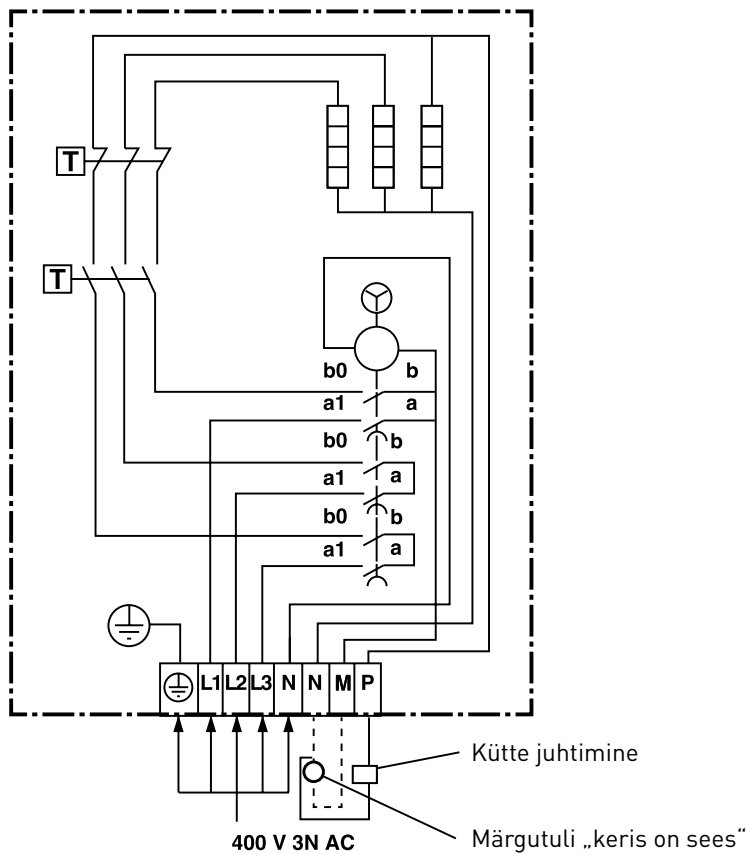 T
T
b0 b
a1 a
b0 b
a1 a
b0 b
a1 a
L1 L2 L3 N N M P
Kütte juhtimine
400 V 3N AC
Märgutuli „keris on sees“